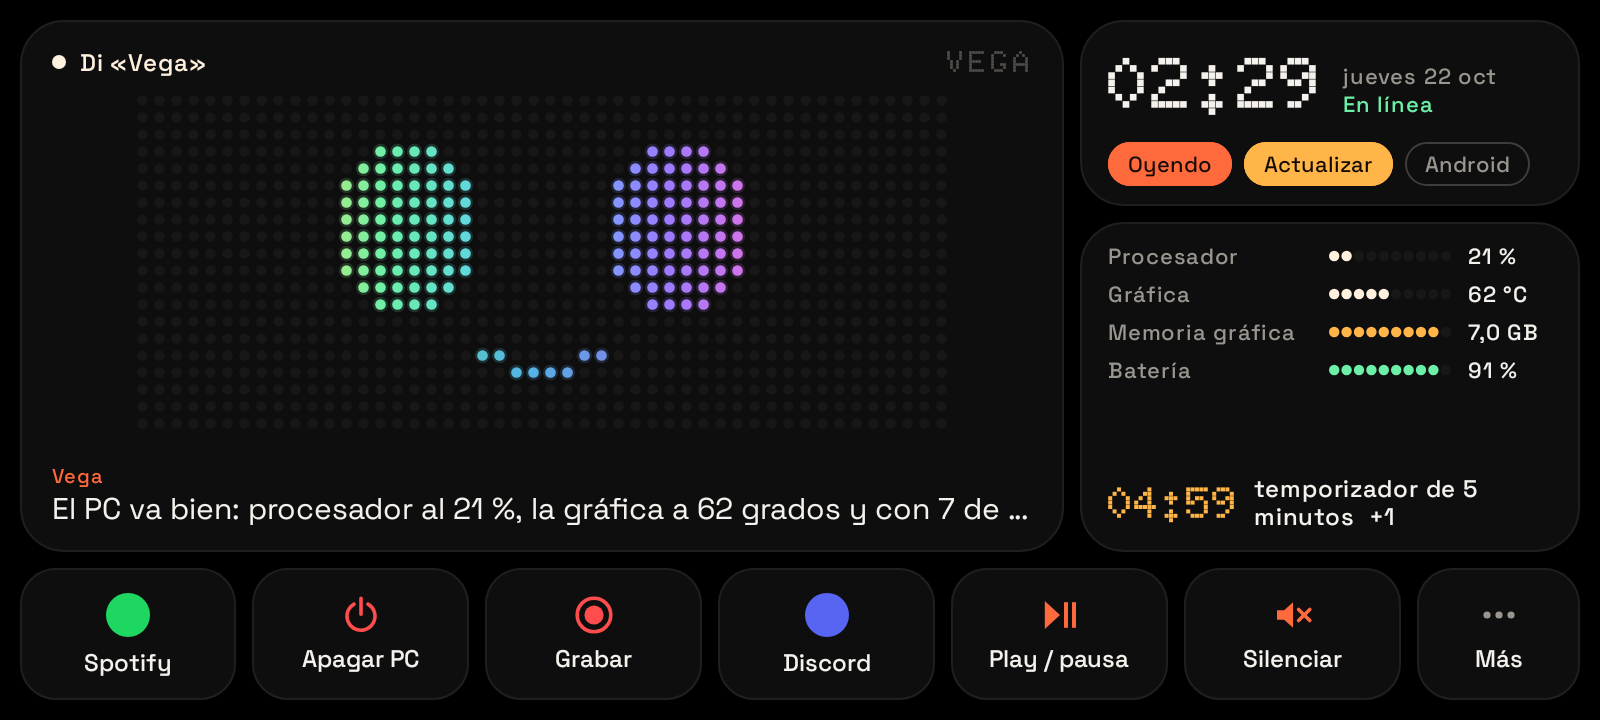 Di «Vega»
VEGA
El PC va bien: procesador al 21 %, la gráfica a 62 grados y con 7 de ...
Vega
02:29
jueves 22 oct
En línea
Oyendo
Actualizar
Android
Procesador 21 %
Gráfica 62 °C
Memoria gráfica 7,0 GB
Batería 91 %
04:59
temporizador de 5
minutos +1
Spotify
Apagar PC
Grabar
Discord
Play / pausa
Silenciar
Más